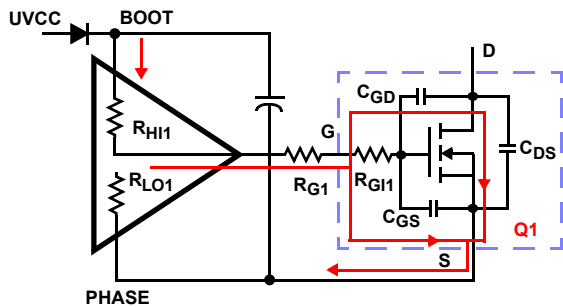 UVCC
BOOT
D
CGD
RHI1
G
CDS
RLO1
RG1
RGI1
CGS
Q1
S
PHASE